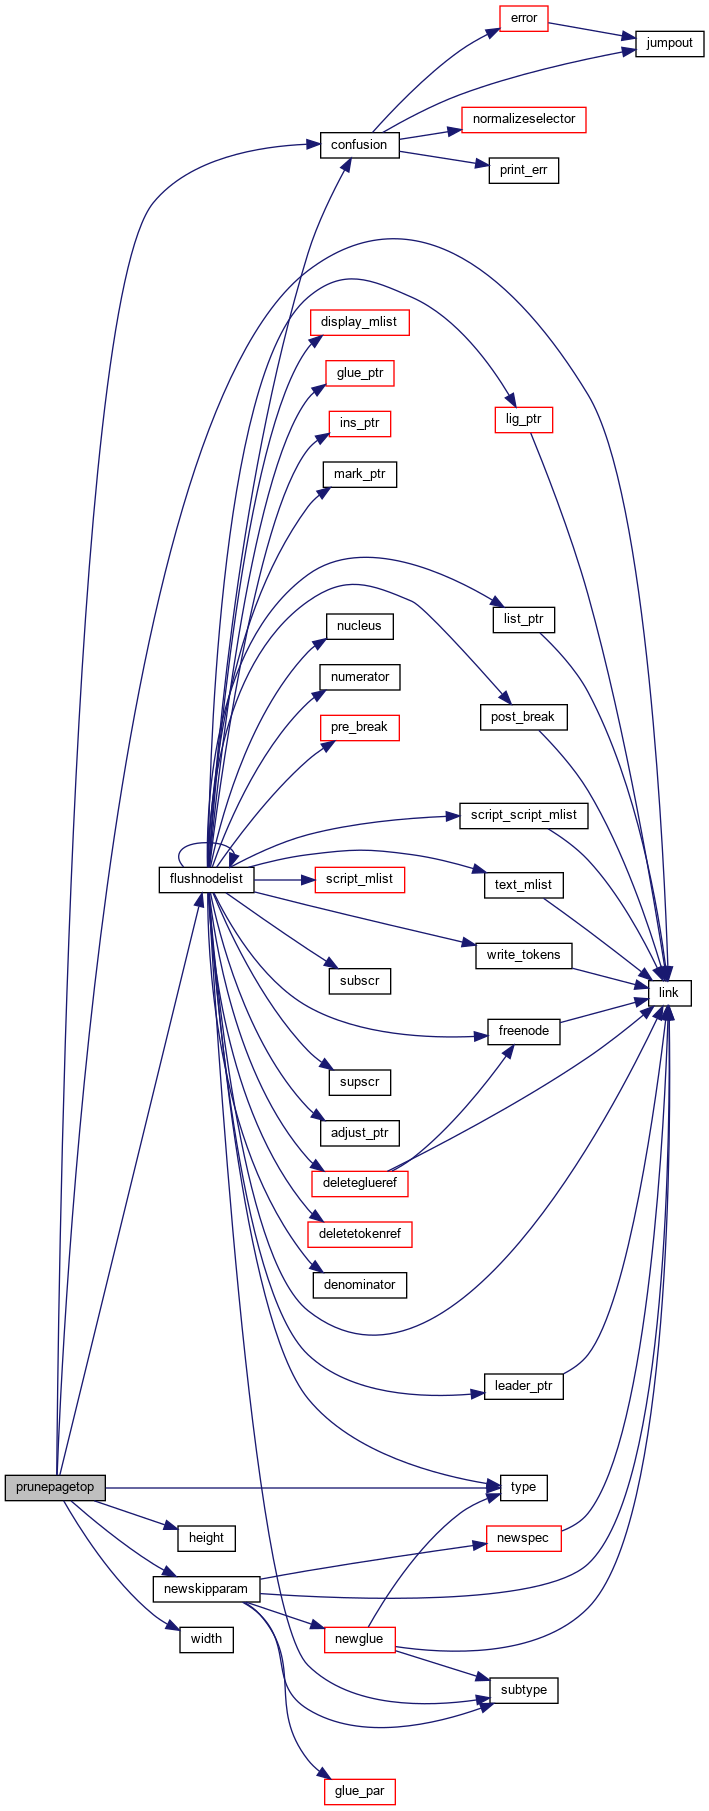 error
jumpout
normalizeselector
confusion
print_err
display_mlist
glue_ptr
lig_ptr
ins_ptr
mark_ptr
list_ptr
nucleus
numerator
post_break
pre_break
script_script_mlist
flushnodelist
script_mlist
text_mlist
write_tokens
subscr
link
freenode
supscr
adjust_ptr
deleteglueref
deletetokenref
denominator
leader_ptr
prunepagetop
type
height
newspec
newskipparam
width
newglue
subtype
glue_par